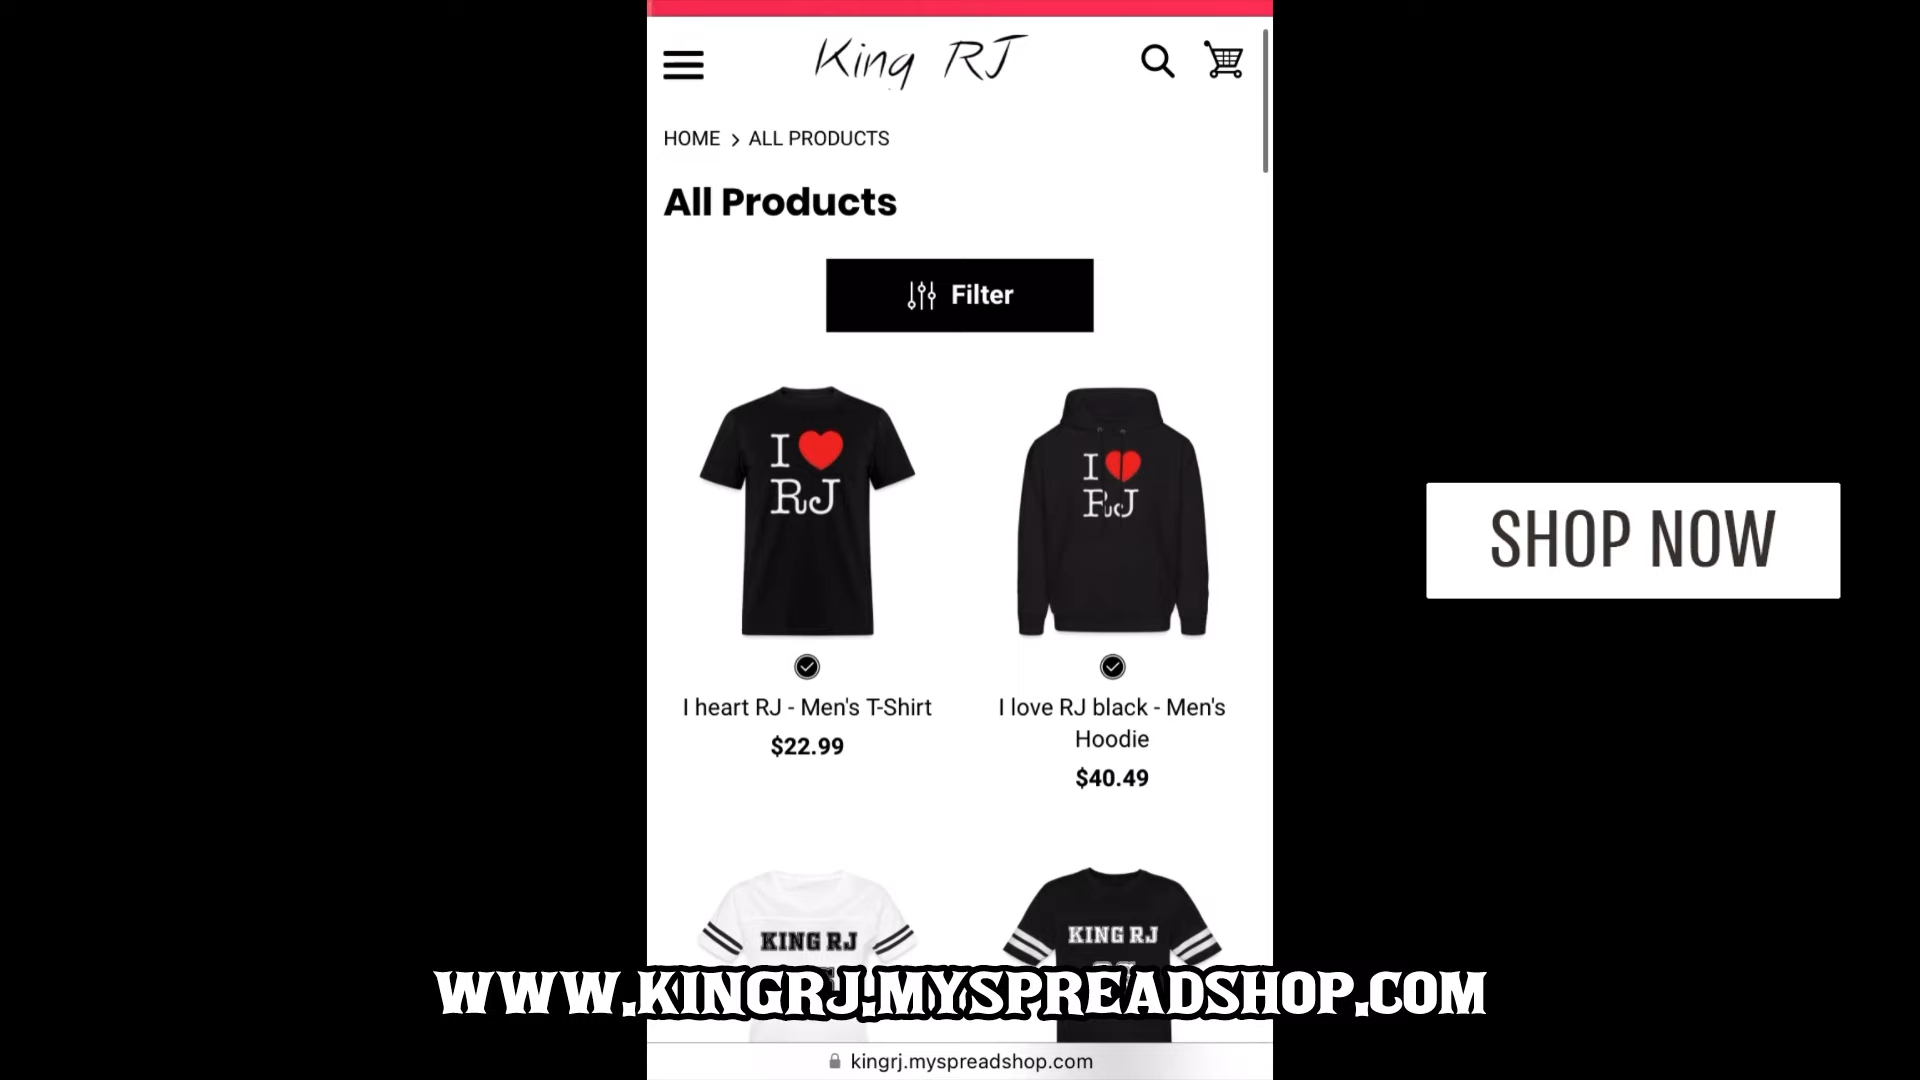 King RJ
HOME > ALL PRODUCTS
All Products
Filter
I ❤ RJ
I ❤ RJ
I heart RJ - Men's T-Shirt
$22.99
I love RJ black - Men's Hoodie
$40.49
SHOP NOW
KING RJ
KING RJ
WWW.KINGRJ.MYSPREADSHOP.COM
kingrj.myspreadshop.com